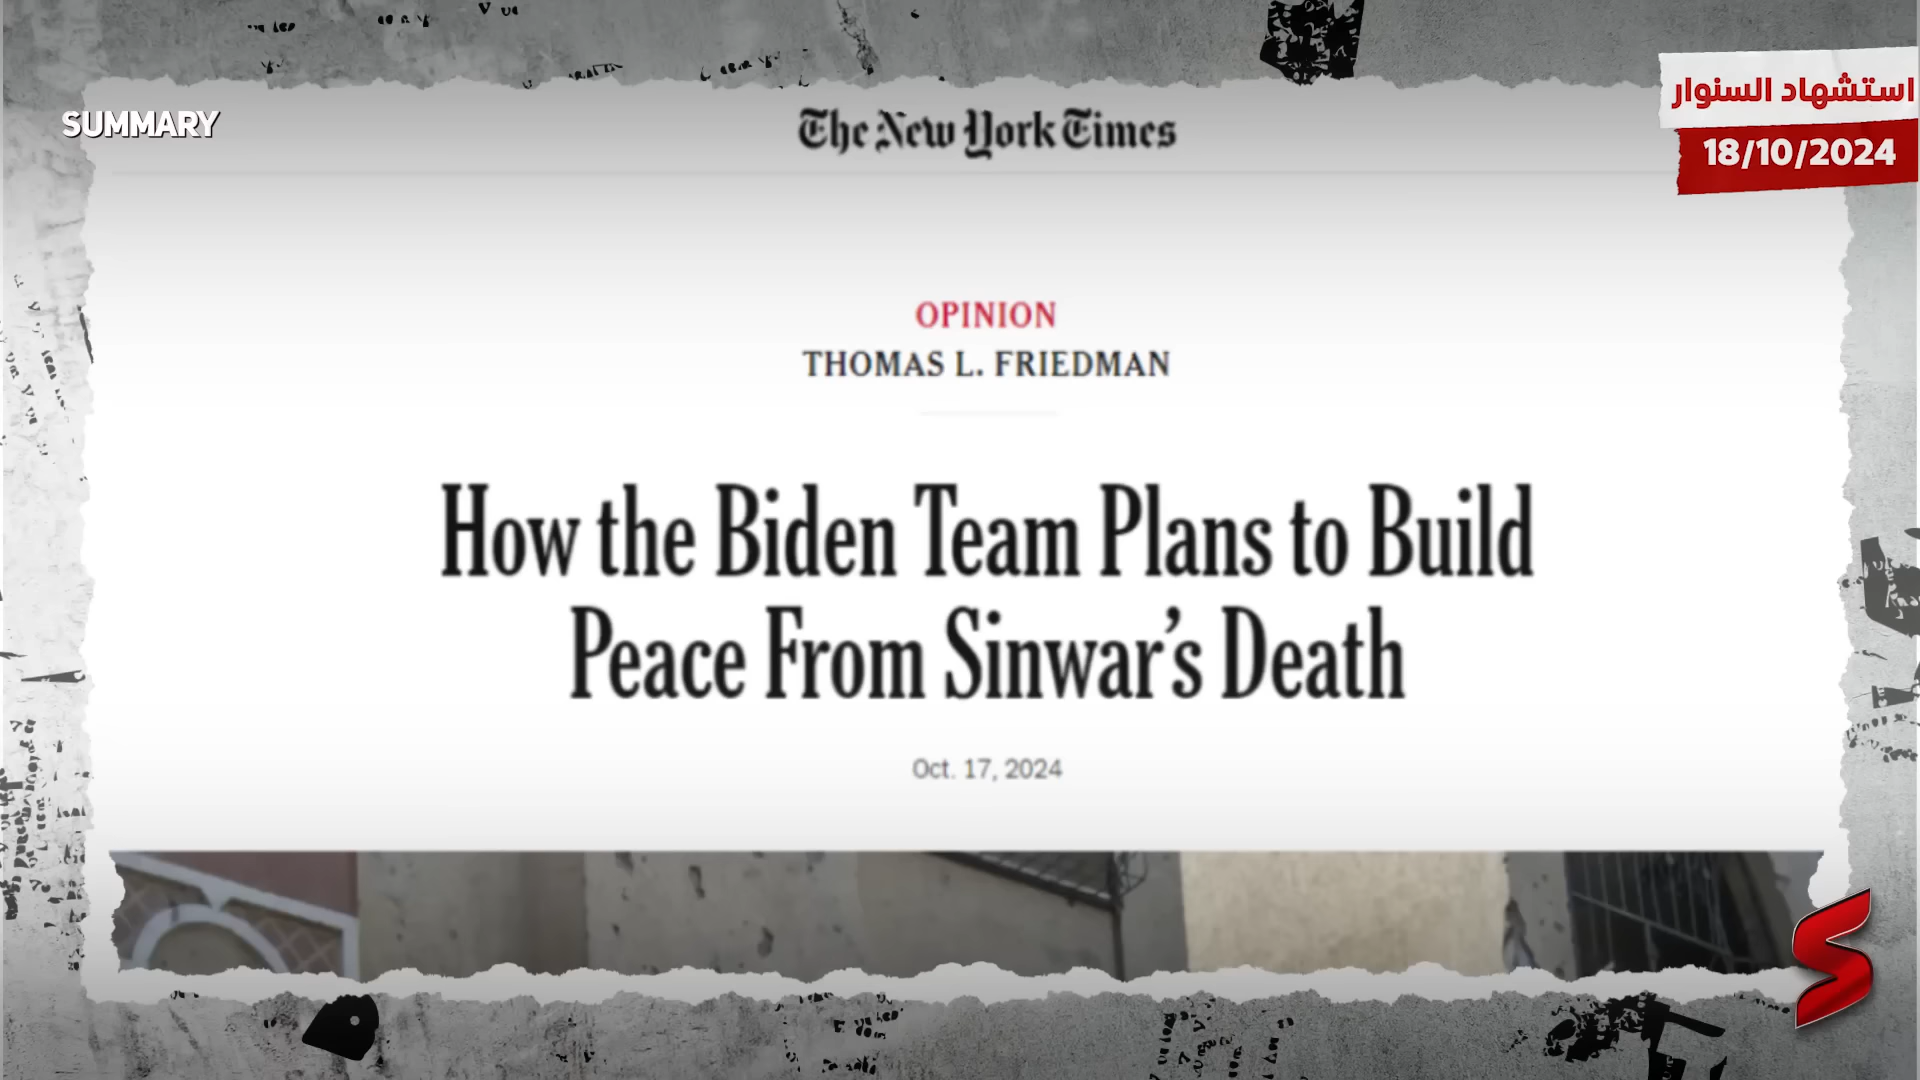 SUMMARY
The New York Times
استشهاد السنوار
18/10/2024
OPINION
THOMAS L. FRIEDMAN
How the Biden Team Plans to Build
Peace From Sinwar’s Death
Oct. 17, 2024